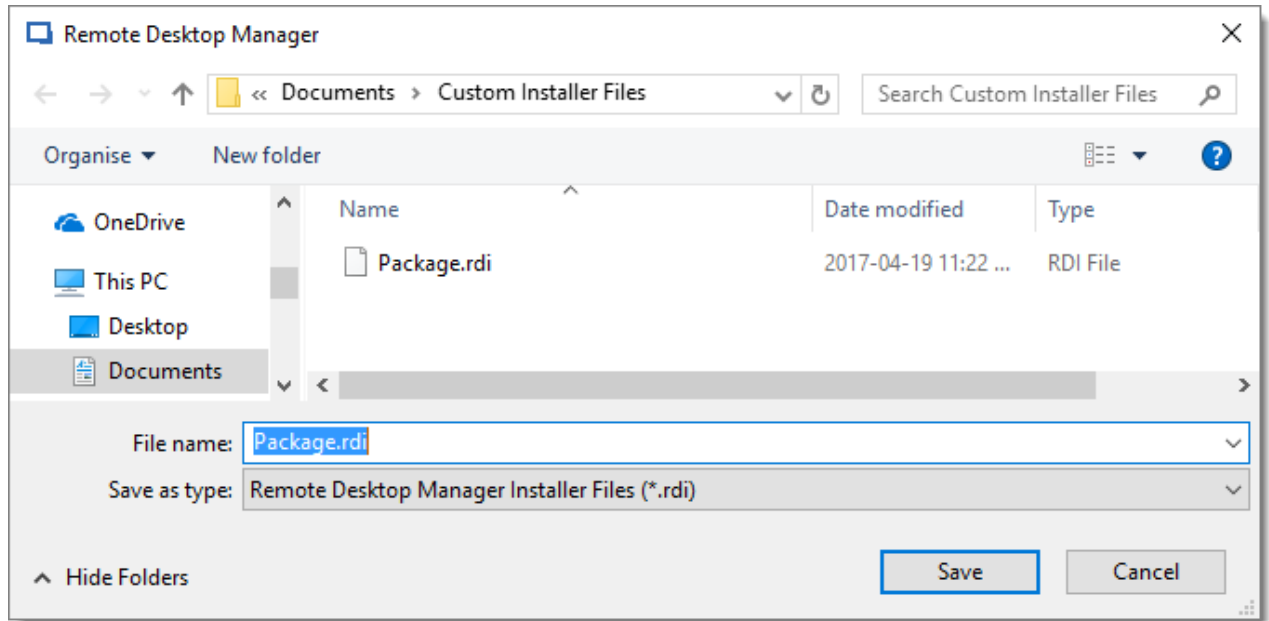 Remote Desktop Manager
« Documents > Custom Installer Files
Search Custom Installer Files
Organise
New folder
?
OneDrive
This PC
Desktop
Documents
Name
Date modified
Type
Package.rdi
2017-04-19 11:22 ...
RDI File
File name:
Package.rdi
Save as type:
Remote Desktop Manager Installer Files (*.rdi)
Hide Folders
Save
Cancel